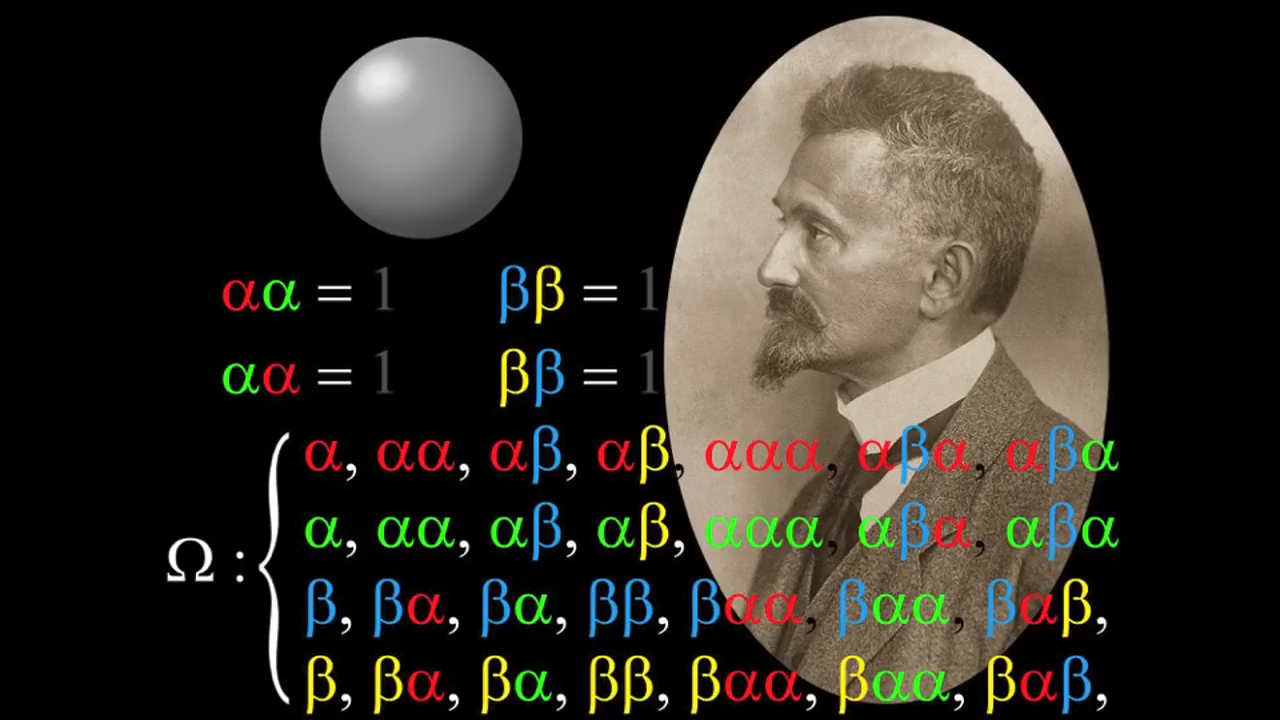 αα = 1 ββ = 1
αα = 1 ββ = 1
Ω :
α, αα, αβ, αβ, ααα, αβα, αβα
α, αα, αβ, αβ, ααα, αβα, αβα
β, βα, βα, ββ, βαα, βαα, βαβ,
β, βα, βα, ββ, βαα, βαα, βαβ,